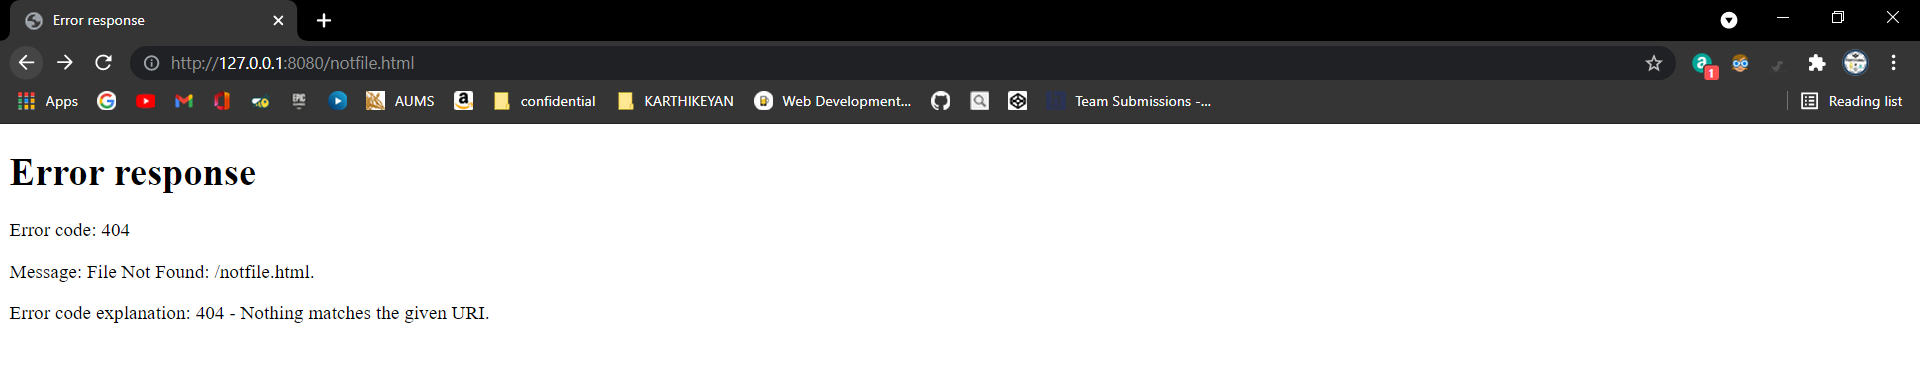 Error response
http://127.0.0.1:8080/notfile.html
1
Apps
EPIC
AUMS
a
confidential
KARTHIKEYAN
Web Development...
Team Submissions -...
Reading list
Error response
Error code: 404
Message: File Not Found: /notfile.html.
Error code explanation: 404 - Nothing matches the given URI.